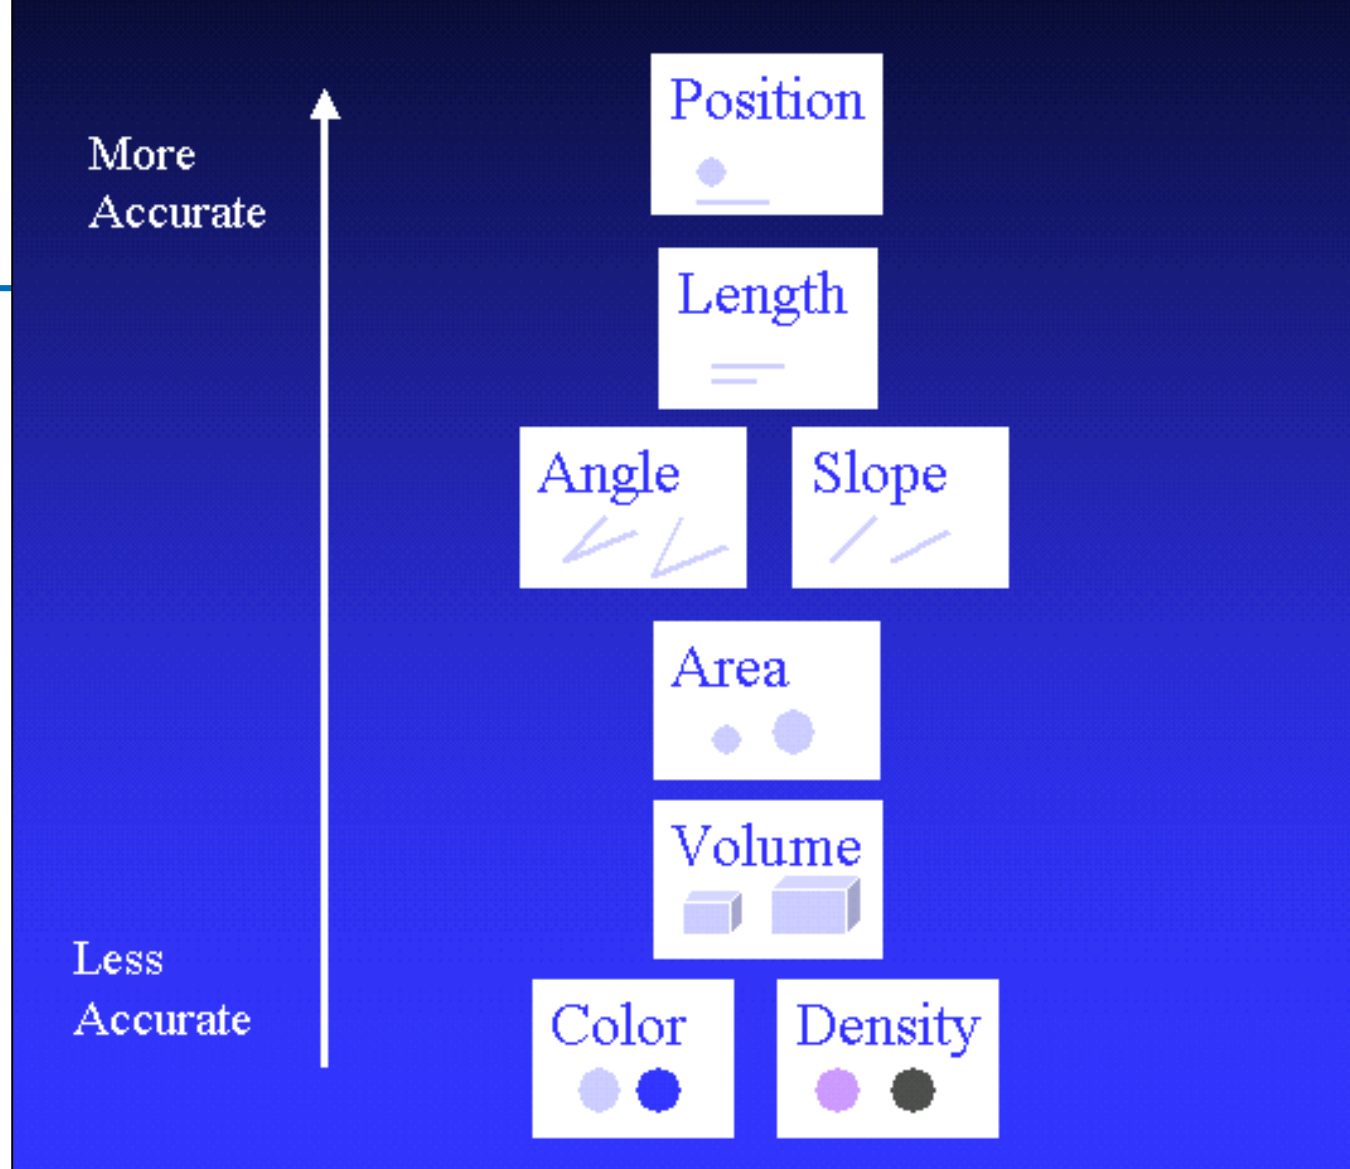 More
Accurate
Position
Length
Angle
Slope
Area
Volume
Less
Accurate
Color
Density